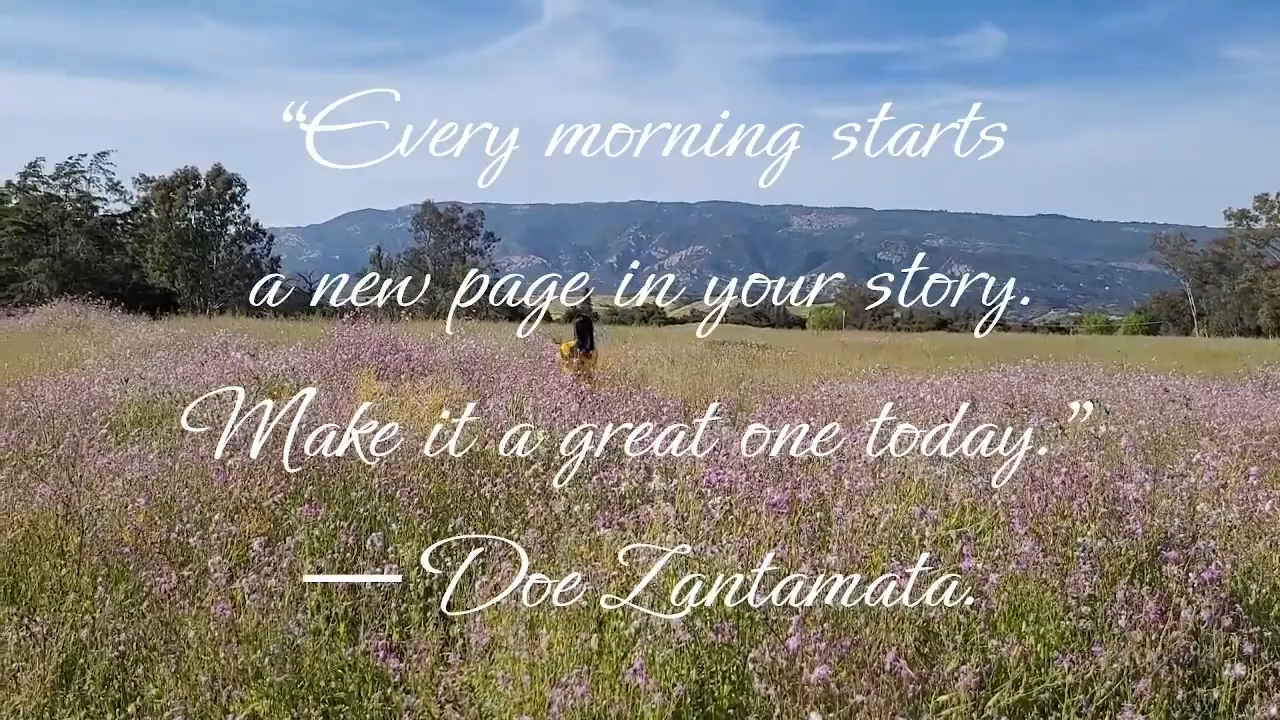 “Every morning starts
a new page in your story.
Make it a great one today.”
— Doe Zantamata.